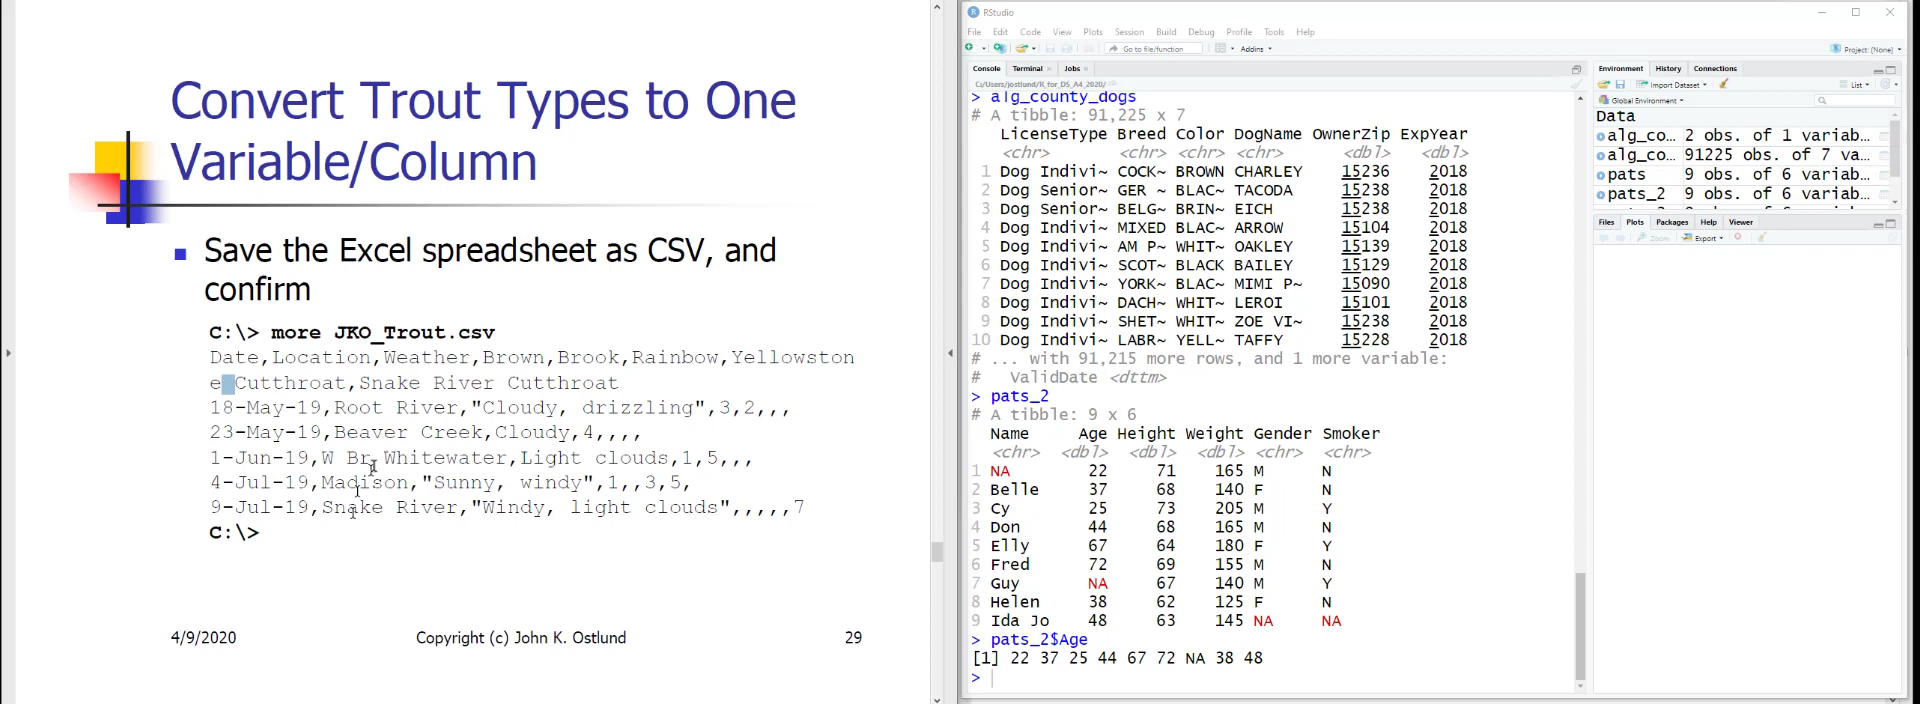 Convert Trout Types to One
Variable/Column
Save the Excel spreadsheet as CSV, and
confirm
C:\> more JKO_Trout.csv
Date,Location,Weather,Brown,Brook,Rainbow,Yellowston
e Cutthroat,Snake River Cutthroat
18-May-19,Root River,"Cloudy, drizzling",3,2,,,
23-May-19,Beaver Creek,Cloudy,4,,,,
1-Jun-19,W Br Whitewater,Light clouds,1,5,,,
4-Jul-19,Madison,"Sunny, windy",1,,3,5,
9-Jul-19,Snake River,"Windy, light clouds",,,,,7
C:\>
4/9/2020
Copyright (c) John K. Ostlund
29
RStudio
File Edit Code View Plots Session Build Debug Profile Tools Help
Go to file/function
Addins
Project: (None)
Console Terminal Jobs
C:/Users/jostlund/R_for_DS_A4_2020/
> alg_county_dogs
# A tibble: 91,225 x 7
LicenseType Breed Color DogName OwnerZip ExpYear
<chr> <chr> <chr> <chr> <dbl> <dbl>
1 Dog Indivi~ COCK~ BROWN CHARLEY 15236 2018
2 Dog Senior~ GER ~ BLAC~ TACODA 15238 2018
3 Dog Senior~ BELG~ BRIN~ EICH 15238 2018
4 Dog Indivi~ MIXED BLAC~ ARROW 15104 2018
5 Dog Indivi~ AM P~ WHIT~ OAKLEY 15139 2018
6 Dog Indivi~ SCOT~ BLACK BAILEY 15129 2018
7 Dog Indivi~ YORK~ BLAC~ MIMI P~ 15090 2018
8 Dog Indivi~ DACH~ WHIT~ LEROI 15101 2018
9 Dog Indivi~ SHET~ WHIT~ ZOE VI~ 15238 2018
10 Dog Indivi~ LABR~ YELL~ TAFFY 15228 2018
# ... with 91,215 more rows, and 1 more variable:
# ValidDate <dttm>
> pats_2
# A tibble: 9 x 6
Name Age Height Weight Gender Smoker
<chr> <dbl> <dbl> <dbl> <chr> <chr>
1 NA 22 71 165 M N
2 Belle 37 68 140 F N
3 Cy 25 73 205 M Y
4 Don 44 68 165 M N
5 Elly 67 64 180 F Y
6 Fred 72 69 155 M N
7 Guy NA 67 140 M Y
8 Helen 38 62 125 F N
9 Ida Jo 48 63 145 NA NA
> pats_2$Age
[1] 22 37 25 44 67 72 NA 38 48
>
Environment History Connections
Import Dataset
List
Global Environment
Data
alg_co... 2 obs. of 1 variab...
alg_co... 91225 obs. of 7 va...
pats 9 obs. of 6 variab...
pats_2 9 obs. of 6 variab...
Files Plots Packages Help Viewer
Zoom Export